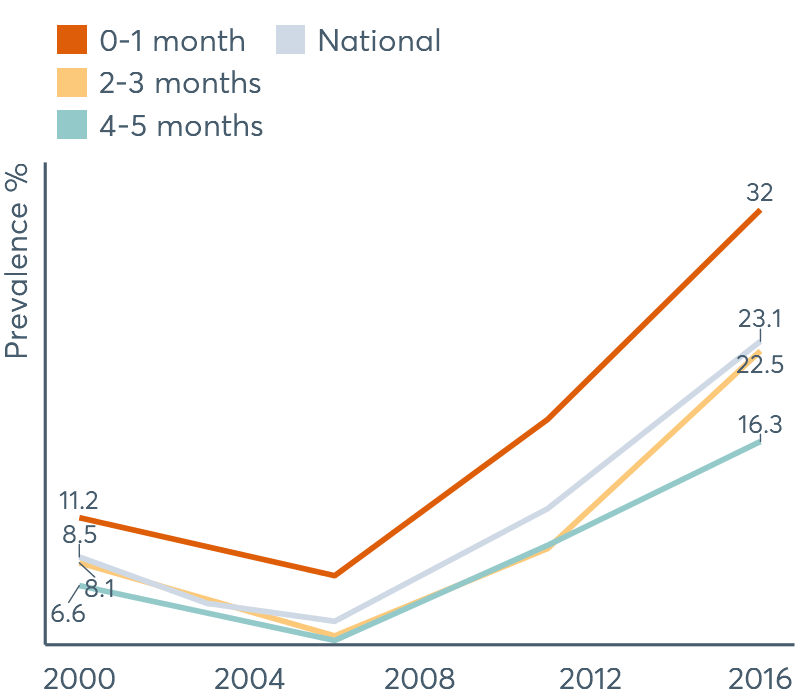 0-1 month National
2-3 months
4-5 months
Prevalence %
32
23.1
22.5
16.3
11.2
8.5
8.1
6.6
2000 2004 2008 2012 2016